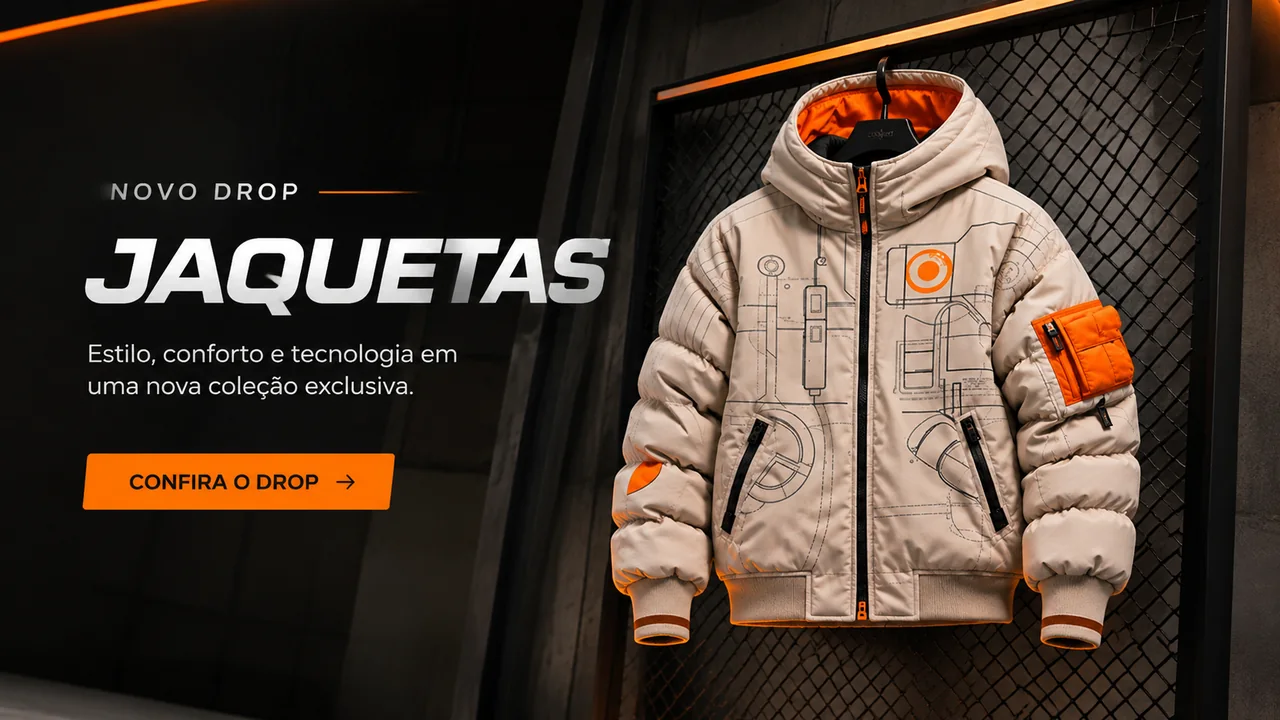 NOVO DROP
JAQUETAS
Estilo, conforto e tecnologia em
uma nova coleção exclusiva.
CONFIRA O DROP →